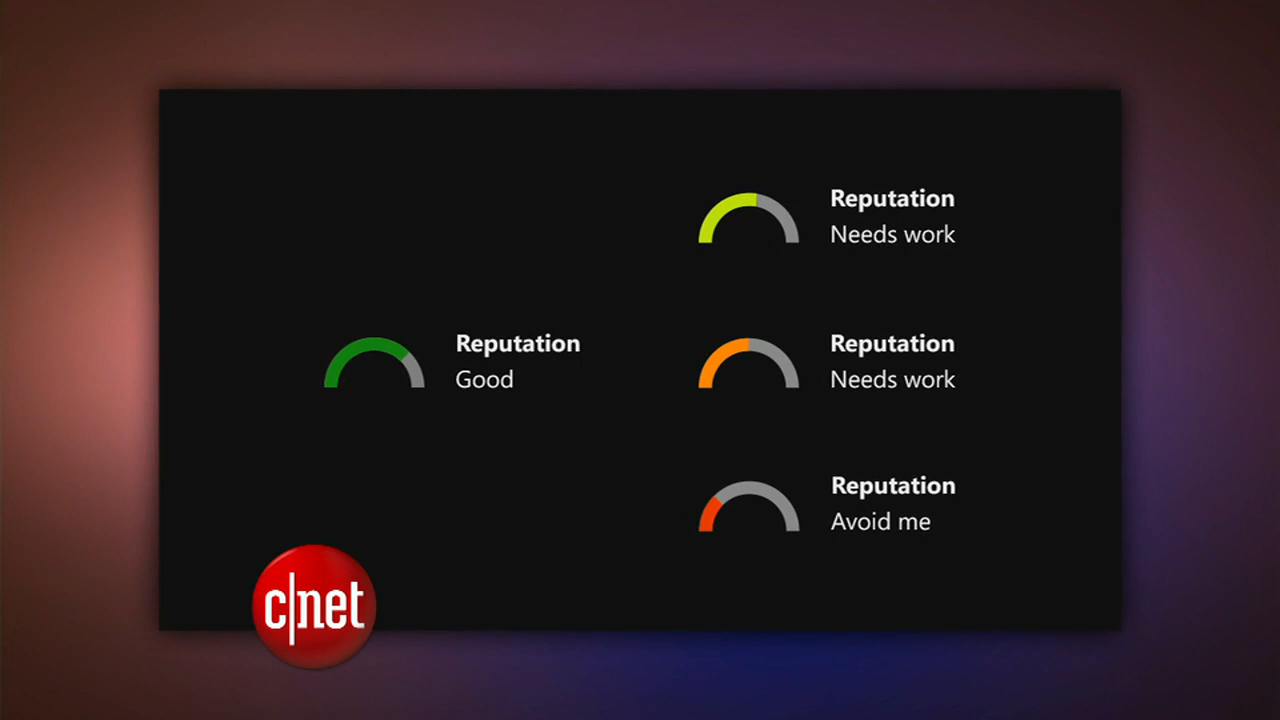 Reputation
Needs work
Reputation
Good
Reputation
Needs work
Reputation
Avoid me
c|net